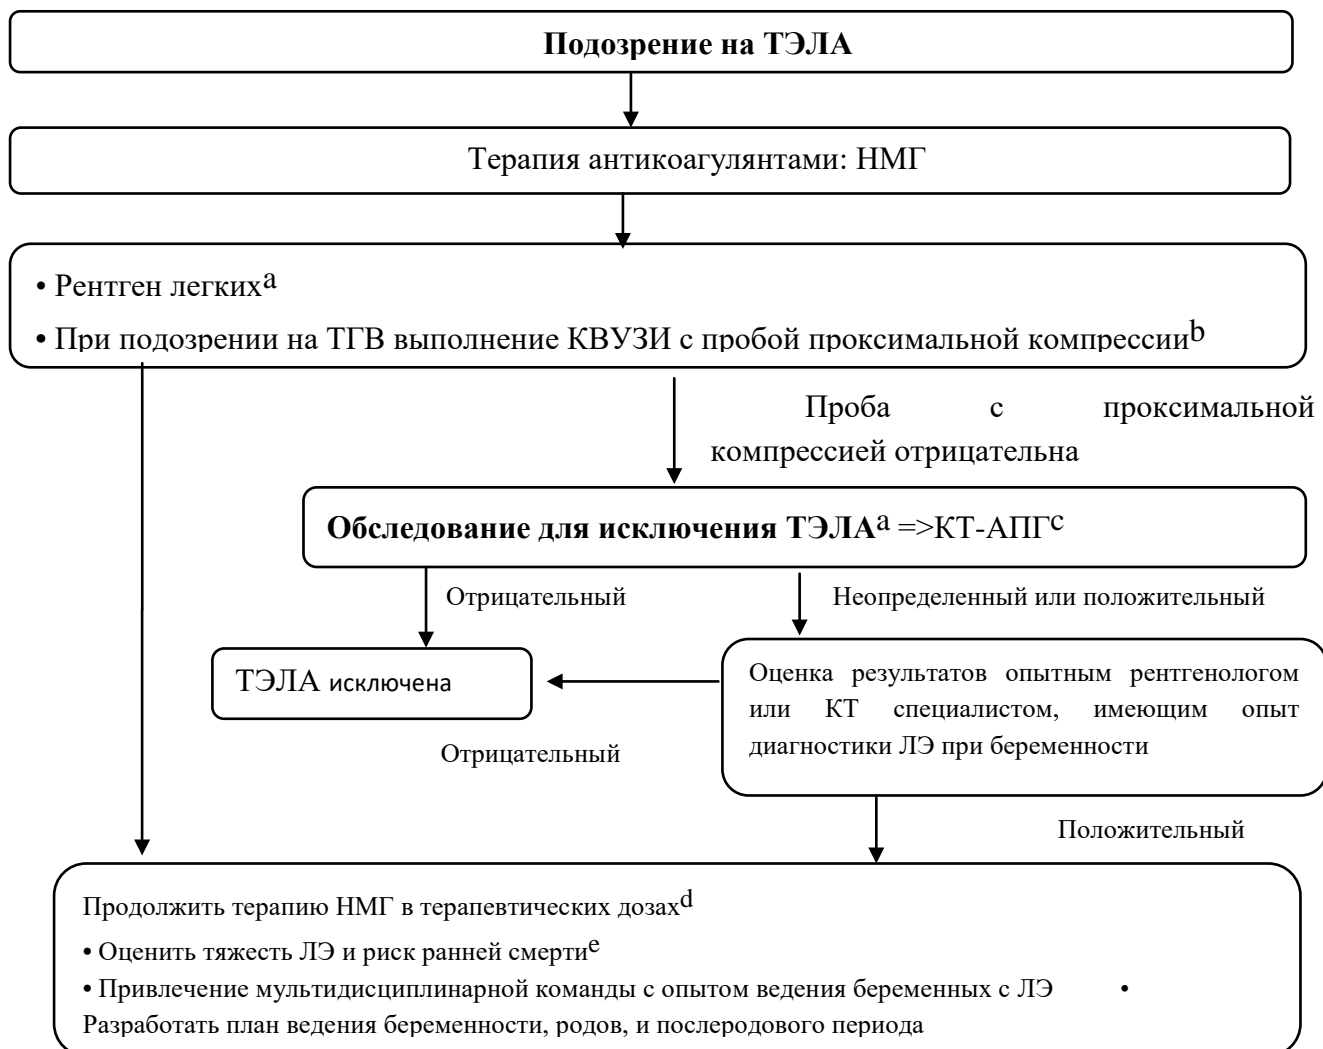 Подозрение на ТЭЛА
Терапия антикоагулянтами: НМГ
• Рентген легкихa
• При подозрении на ТГВ выполнение КВУЗИ с пробой проксимальной компрессииb
Проба с проксимальной
компрессией отрицательна
Обследование для исключения ТЭЛАa =>КТ-АПГc
Отрицательный
Неопределенный или положительный
ТЭЛА исключена
Оценка результатов опытным рентгенологом
или КТ специалистом, имеющим опыт
диагностики ЛЭ при беременности
Отрицательный
Положительный
Продолжить терапию НМГ в терапевтических дозахd
• Оценить тяжесть ЛЭ и риск ранней смертиe
• Привлечение мультидисциплинарной команды с опытом ведения беременных с ЛЭ •
Разработать план ведения беременности, родов, и послеродового периода